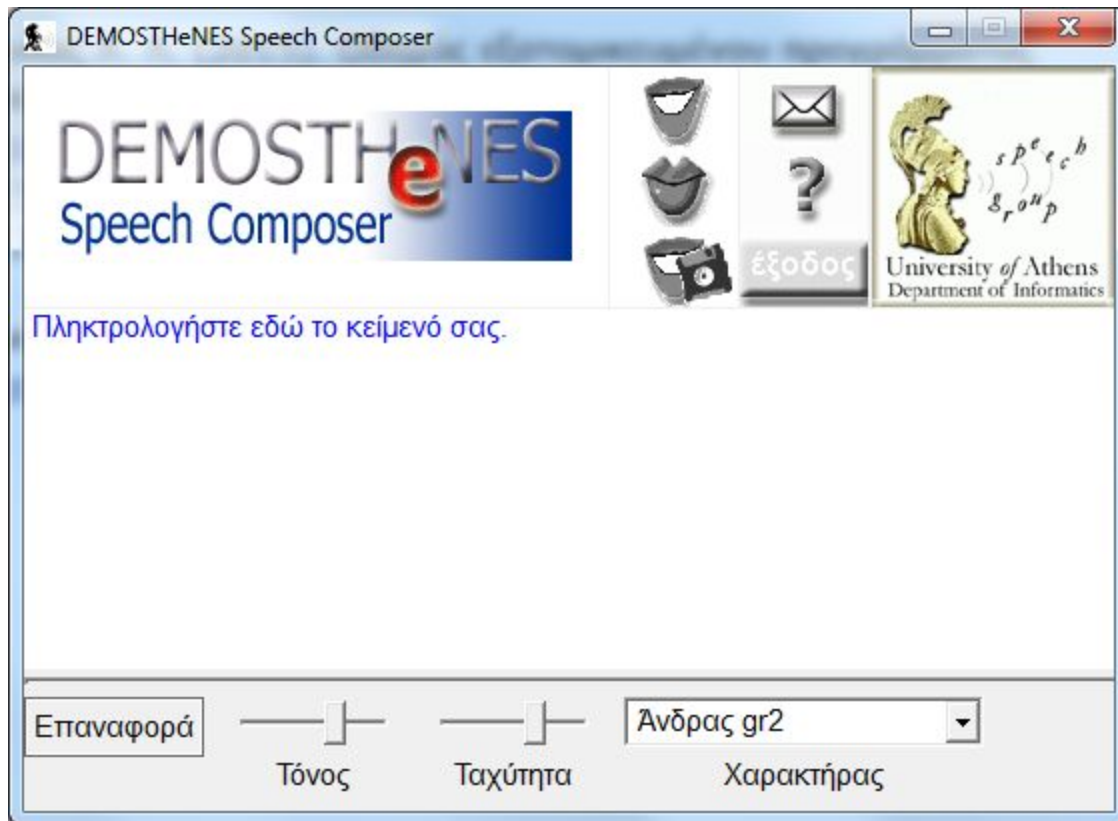 DEMOSTHeNES Speech Composer
DEMOSTHeNES
Speech Composer
?
έξοδος
speech
group
University of Athens
Department of Informatics
Πληκτρολογήστε εδώ το κείμενό σας.
Επαναφορά
Τόνος
Ταχύτητα
Άνδρας gr2
Χαρακτήρας